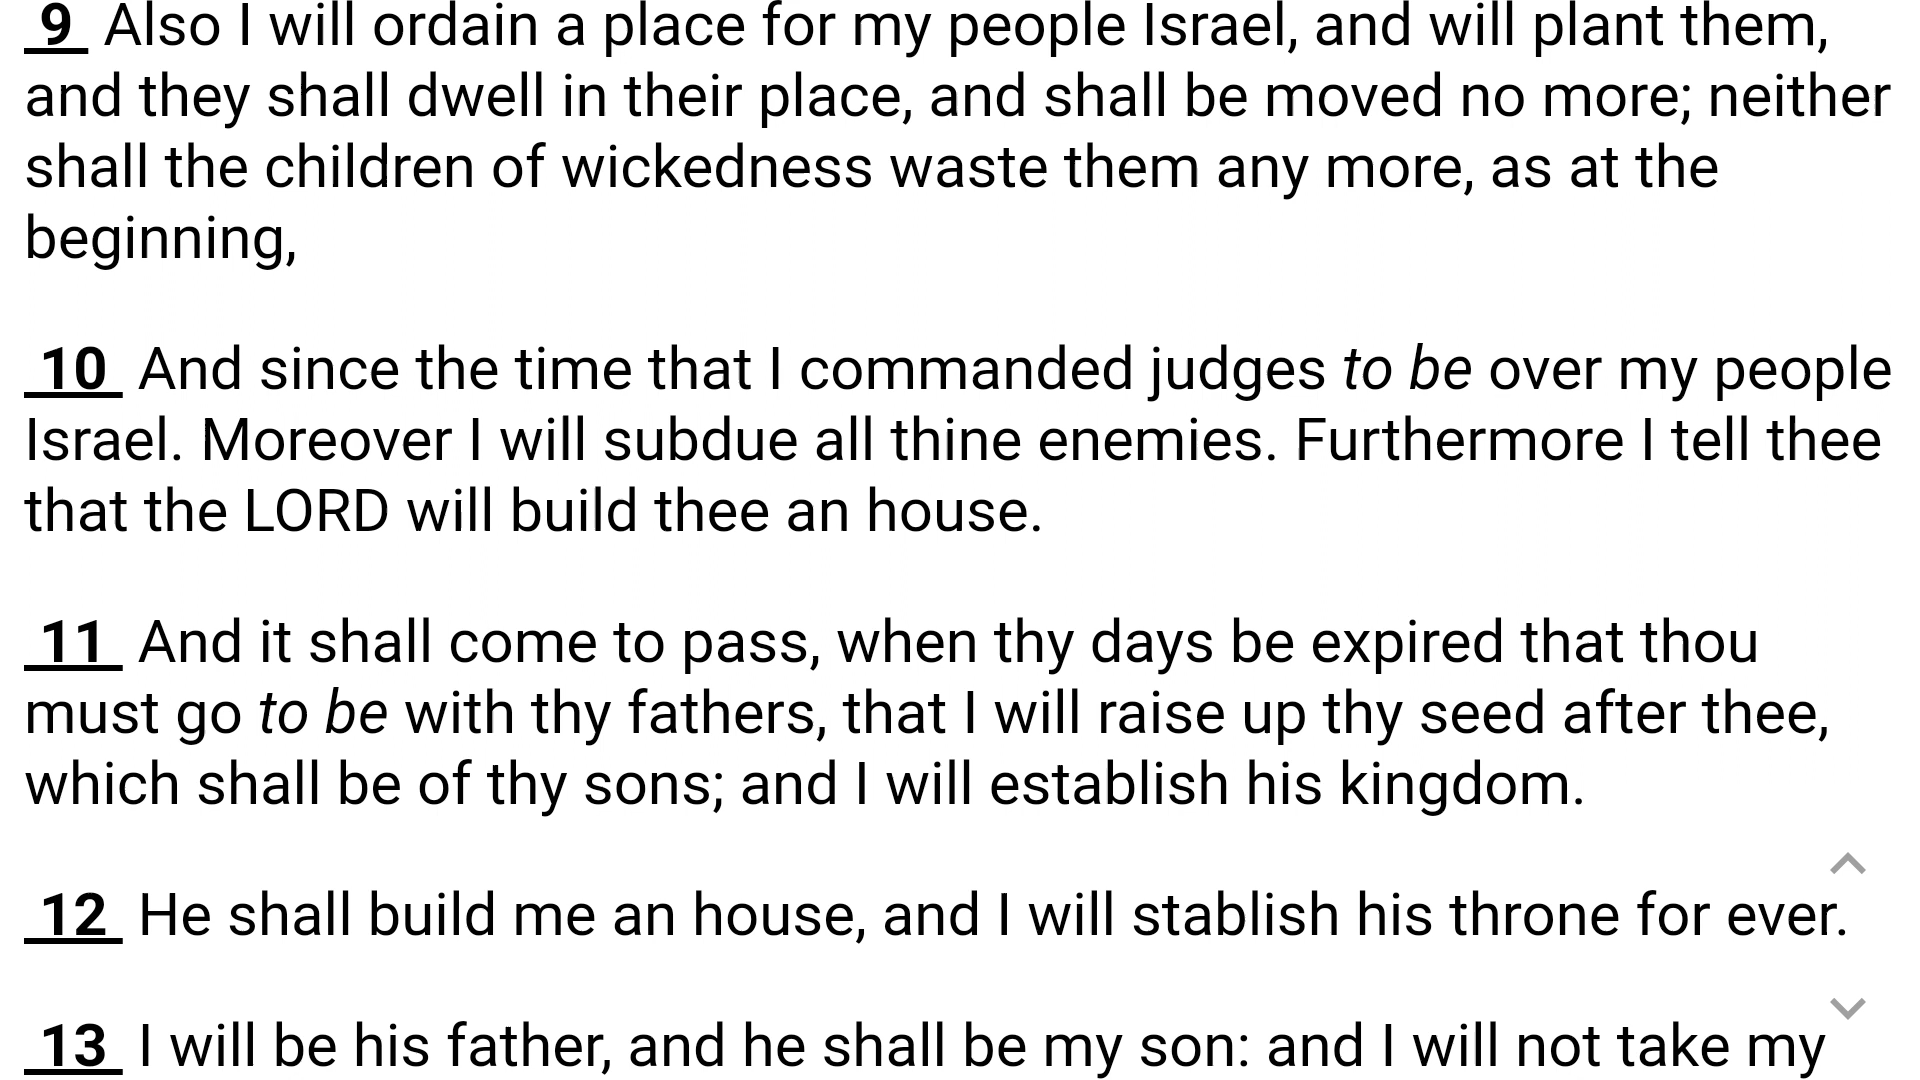 9 Also I will ordain a place for my people Israel, and will plant them,
and they shall dwell in their place, and shall be moved no more; neither
shall the children of wickedness waste them any more, as at the
beginning,
10 And since the time that I commanded judges to be over my people
Israel. Moreover I will subdue all thine enemies. Furthermore I tell thee
that the LORD will build thee an house.
11 And it shall come to pass, when thy days be expired that thou
must go to be with thy fathers, that I will raise up thy seed after thee,
which shall be of thy sons; and I will establish his kingdom.
12 He shall build me an house, and I will stablish his throne for ever.
13 I will be his father, and he shall be my son: and I will not take my